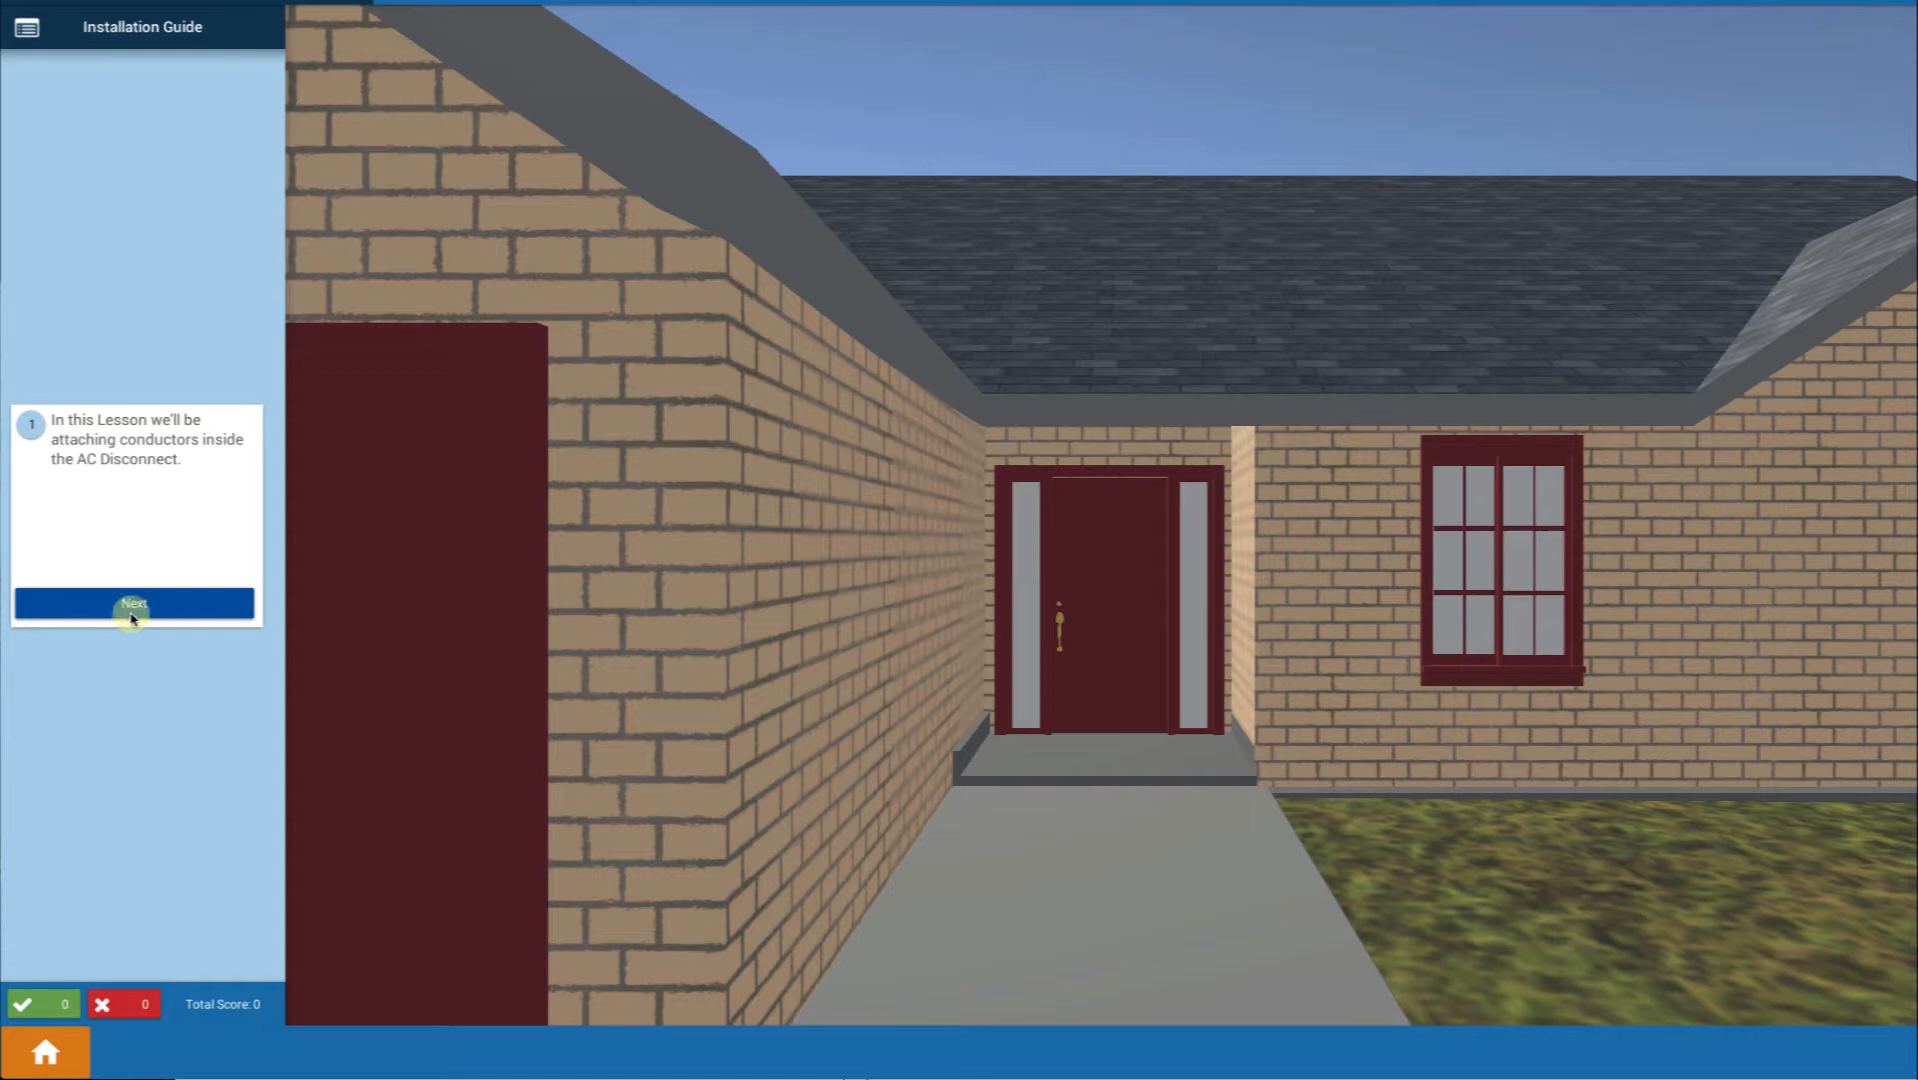 Installation Guide
1
In this Lesson we'll be
attaching conductors inside
the AC Disconnect.
Next
0
0
Total Score: 0